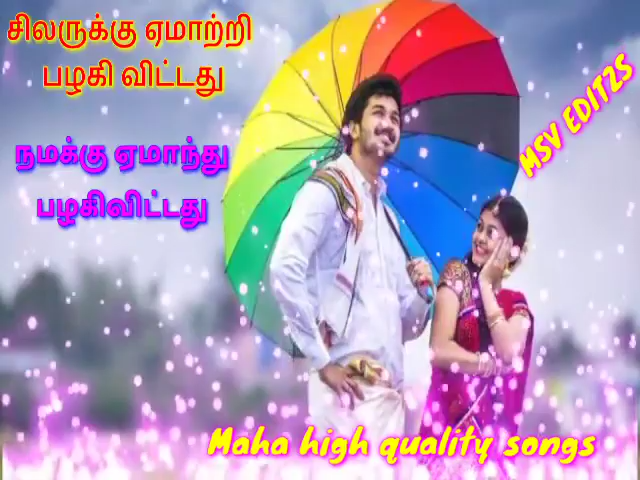 சிலருக்கு ஏமாற்றி
பழகி விட்டது
நமக்கு ஏமாந்து
பழகிவிட்டது
MSV EDITZS
Maha high quality songs